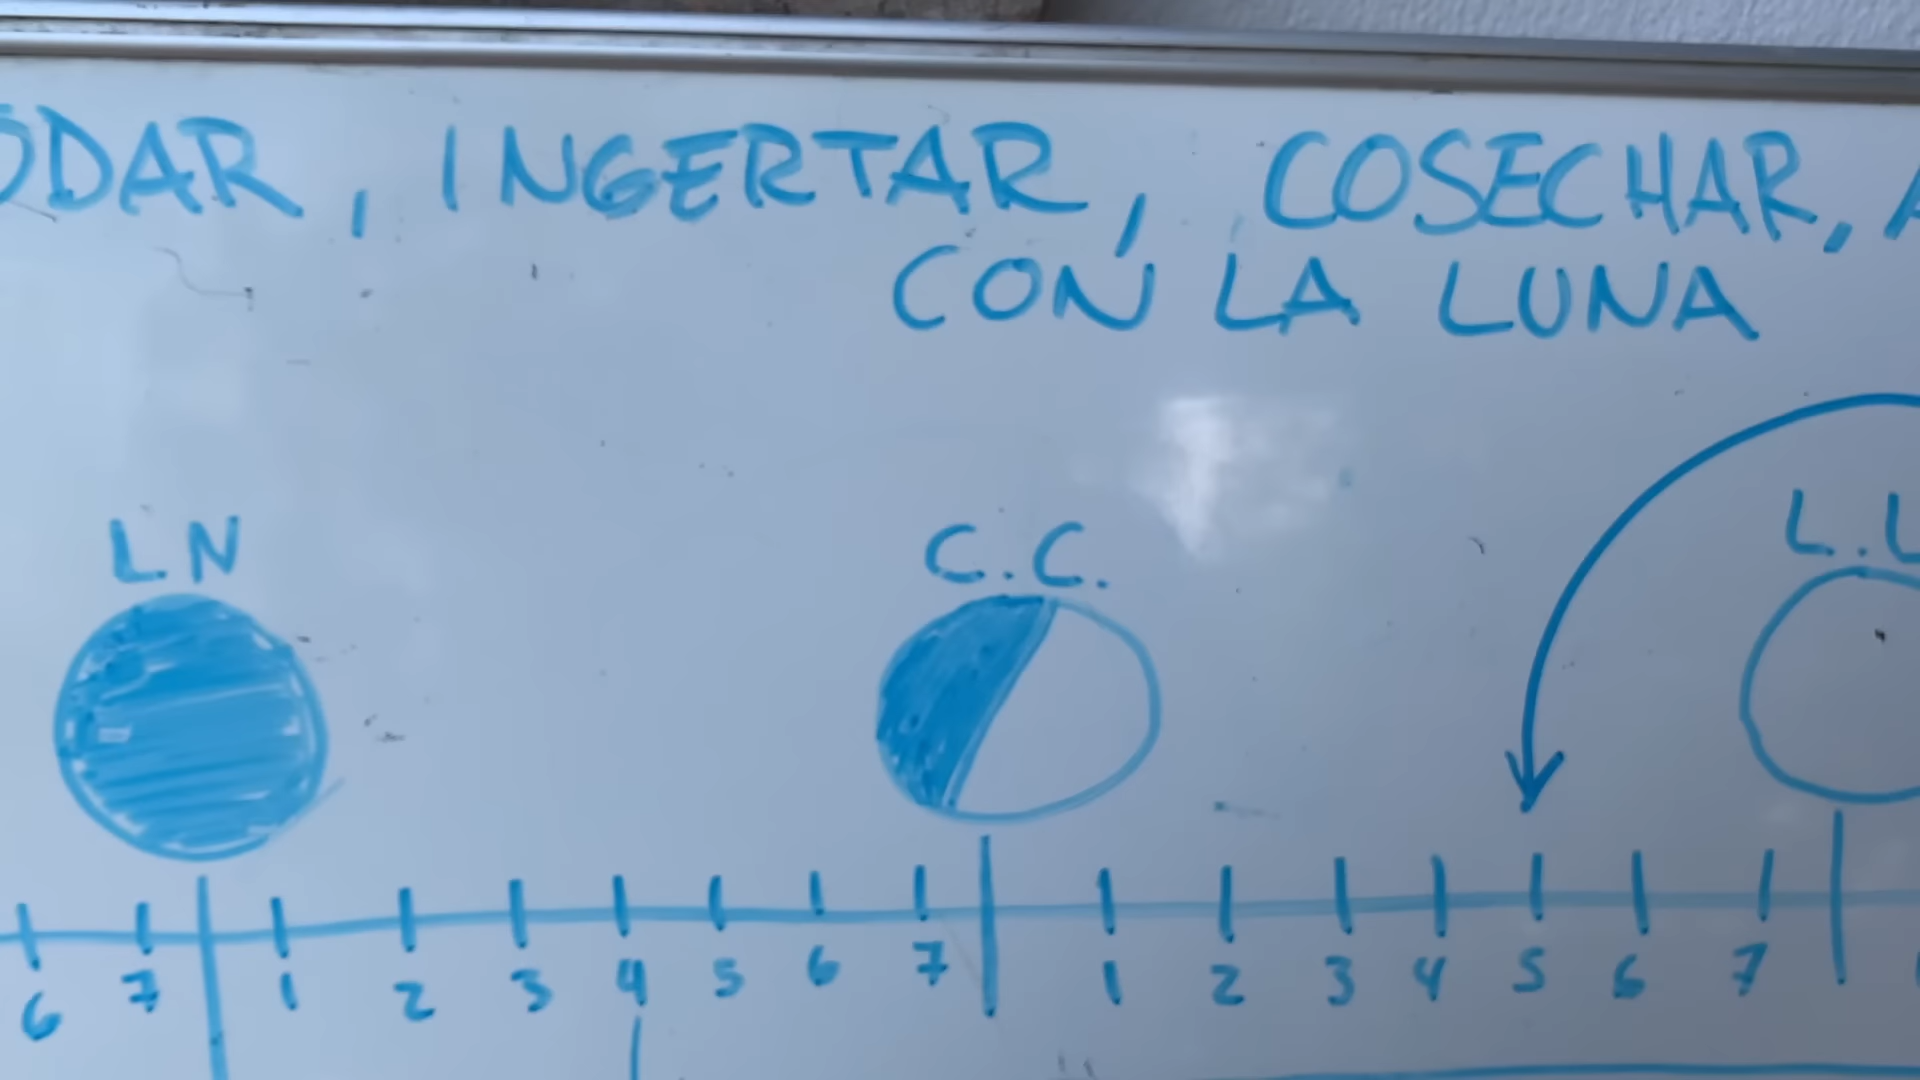 ODAR, INGERTAR, COSECHAR, A
CON LA LUNA
LN
C.C.
L.L
6 7 1 2 3 4 5 6 7 1 2 3 4 5 6 7